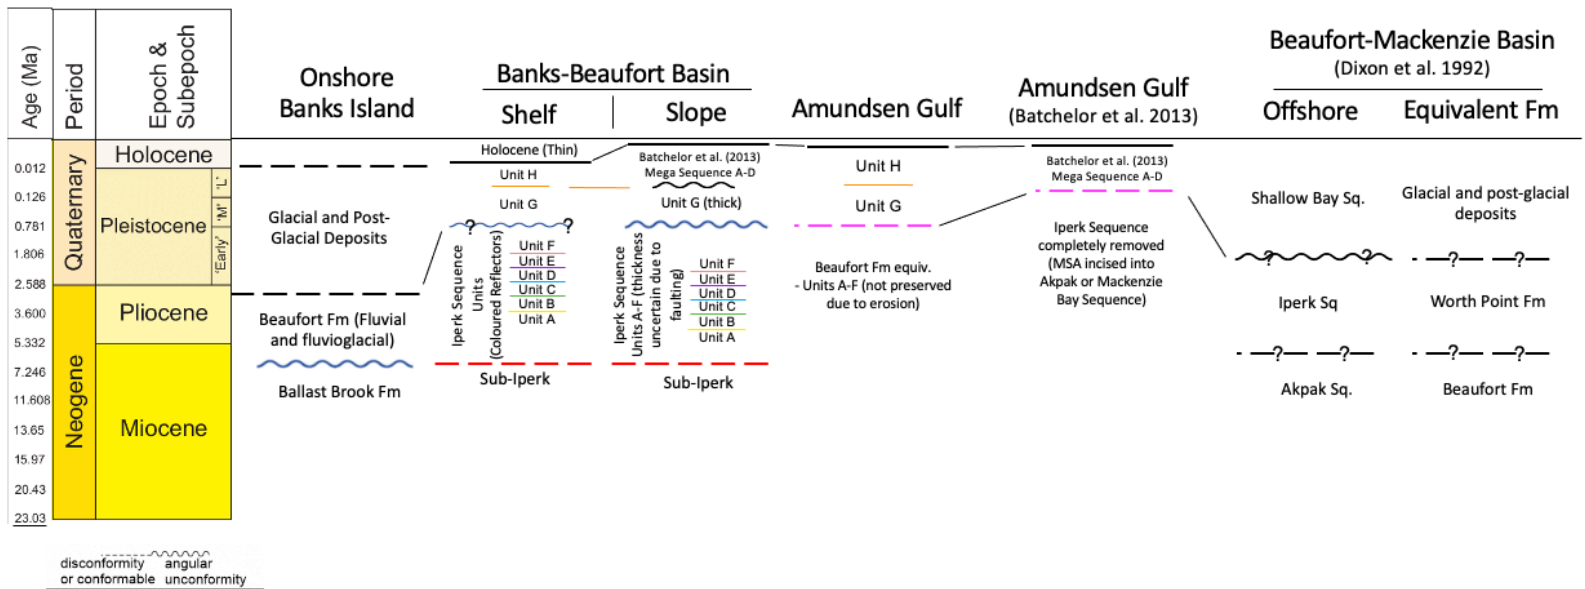 Age (Ma)
Period
Epoch &
Subepoch
Onshore
Banks Island
Banks-Beaufort Basin
Shelf
Slope
Amundsen Gulf
Amundsen Gulf
(Batchelor et al. 2013)
Beaufort-Mackenzie Basin
(Dixon et al. 1992)
Offshore
Equivalent Fm
0.012
0.126
0.781
1.806
2.588
3.600
5.332
7.246
11.608
13.65
15.97
20.43
23.03
Quaternary
Neogene
Holocene
Pleistocene
'L'
'M'
'Early'
Pliocene
Miocene
Glacial and Post-
Glacial Deposits
Beaufort Fm (Fluvial
and fluvioglacial)
Ballast Brook Fm
Holocene (Thin)
Unit H
Unit G
?
?
Iperk Sequence
Units
(Coloured Reflectors)
Unit F
Unit E
Unit D
Unit C
Unit B
Unit A
Sub-Iperk
Batchelor et al. (2013)
Mega Sequence A-D
Unit G (thick)
Iperk Sequence
Units A-F (thickness
uncertain due to
faulting)
Unit F
Unit E
Unit D
Unit C
Unit B
Unit A
Sub-Iperk
Unit H
Unit G
Beaufort Fm equiv.
- Units A-F (not preserved
due to erosion)
Batchelor et al. (2013)
Mega Sequence A-D
Iperk Sequence
completely removed
(MSA incised into
Akpak or Mackenzie
Bay Sequence)
Shallow Bay Sq.
?
?
Iperk Sq
?
?
Akpak Sq.
Glacial and post-glacial
deposits
?
?
Worth Point Fm
?
?
Beaufort Fm
disconformity
or conformable
angular
unconformity